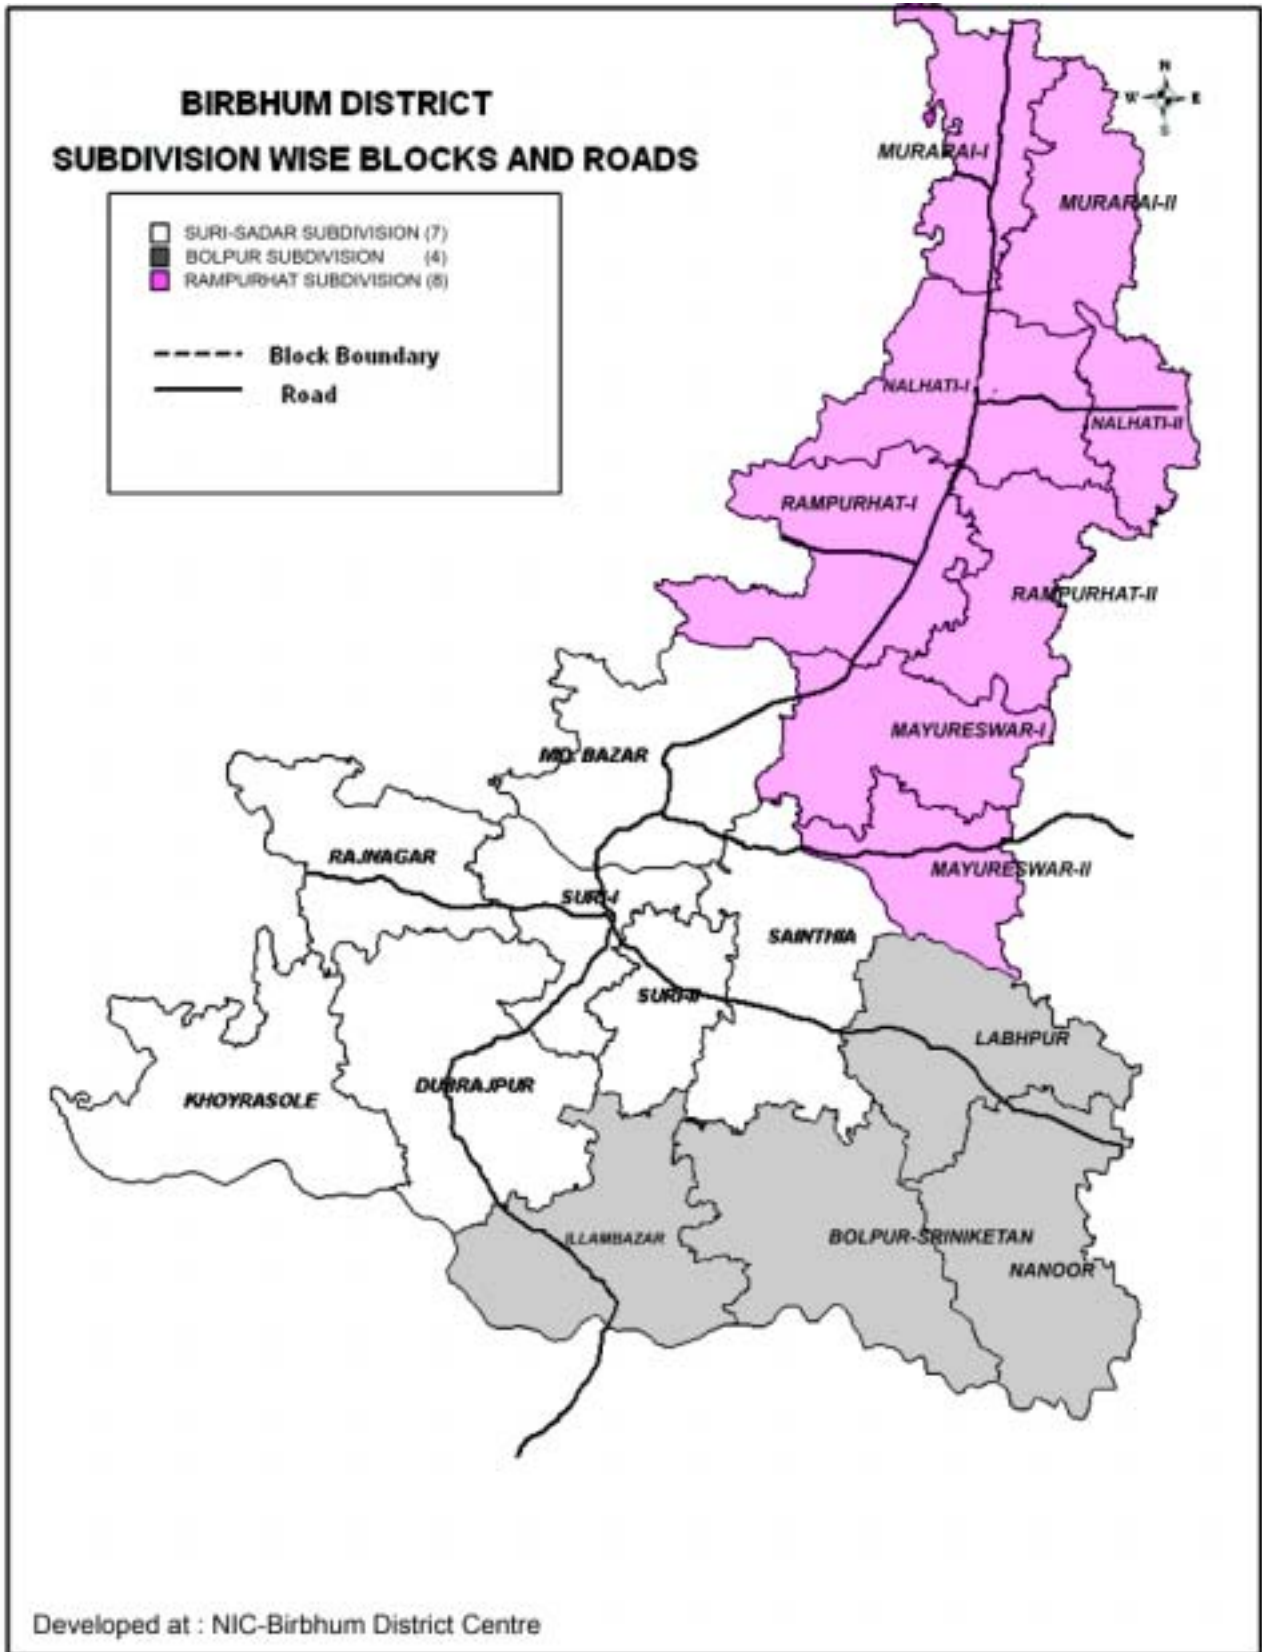 BIRBHUM DISTRICT
SUBDIVISION WISE BLOCKS AND ROADS
SURI-SADAR SUBDIVISION (7)
BOLPUR SUBDIVISION (4)
RAMPURHAT SUBDIVISION (8)
Block Boundary
Road
N
W E
S
MURARAI-I
MURARAI-II
NALHATI-I
NALHATI-II
RAMPURHAT-I
RAMPURHAT-II
MAYURESWAR-I
MD. BAZAR
RAJNAGAR
MAYURESWAR-II
SURI-I
SAINTHIA
SURI-II
LABHPUR
DUBRAJPUR
KHOYRASOLE
ILLAMBAZAR
BOLPUR-SRINIKETAN
NANOOR
Developed at : NIC-Birbhum District Centre